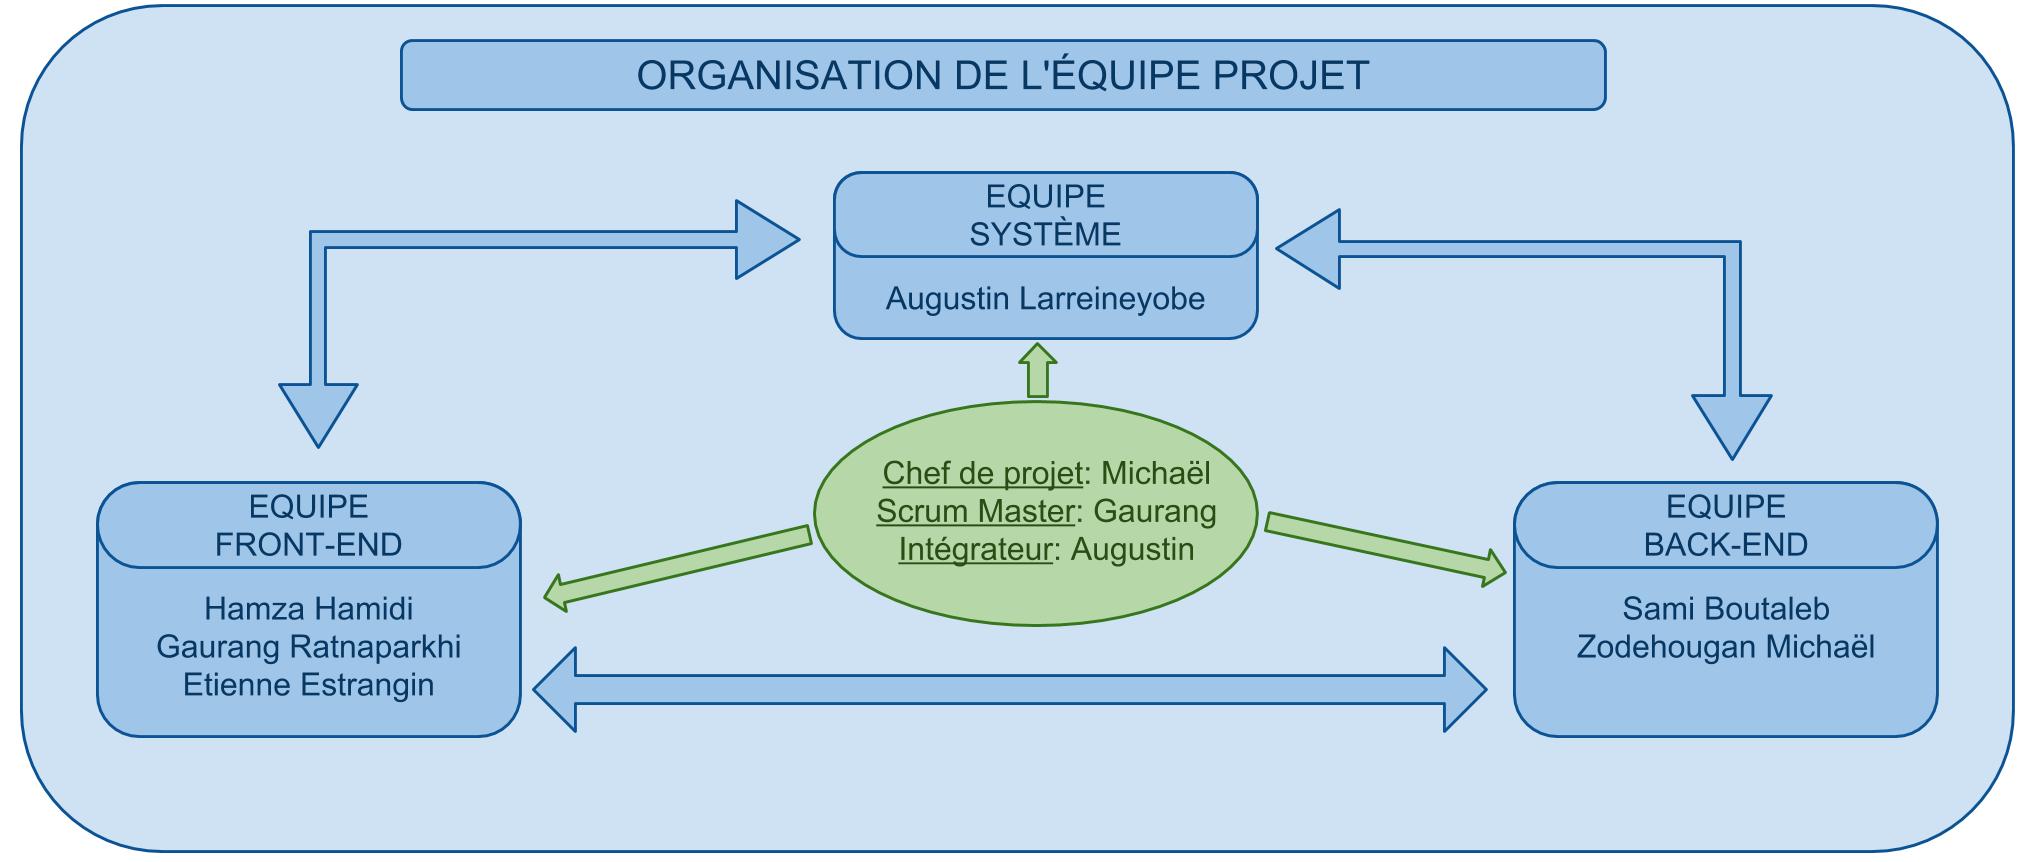 ORGANISATION DE L'ÉQUIPE PROJET
EQUIPE
SYSTÈME
Augustin Larreineyobe
Chef de projet: Michaël
Scrum Master: Gaurang
Intégrateur: Augustin
EQUIPE
FRONT-END
Hamza Hamidi
Gaurang Ratnaparkhi
Etienne Estrangin
EQUIPE
BACK-END
Sami Boutaleb
Zodehougan Michaël